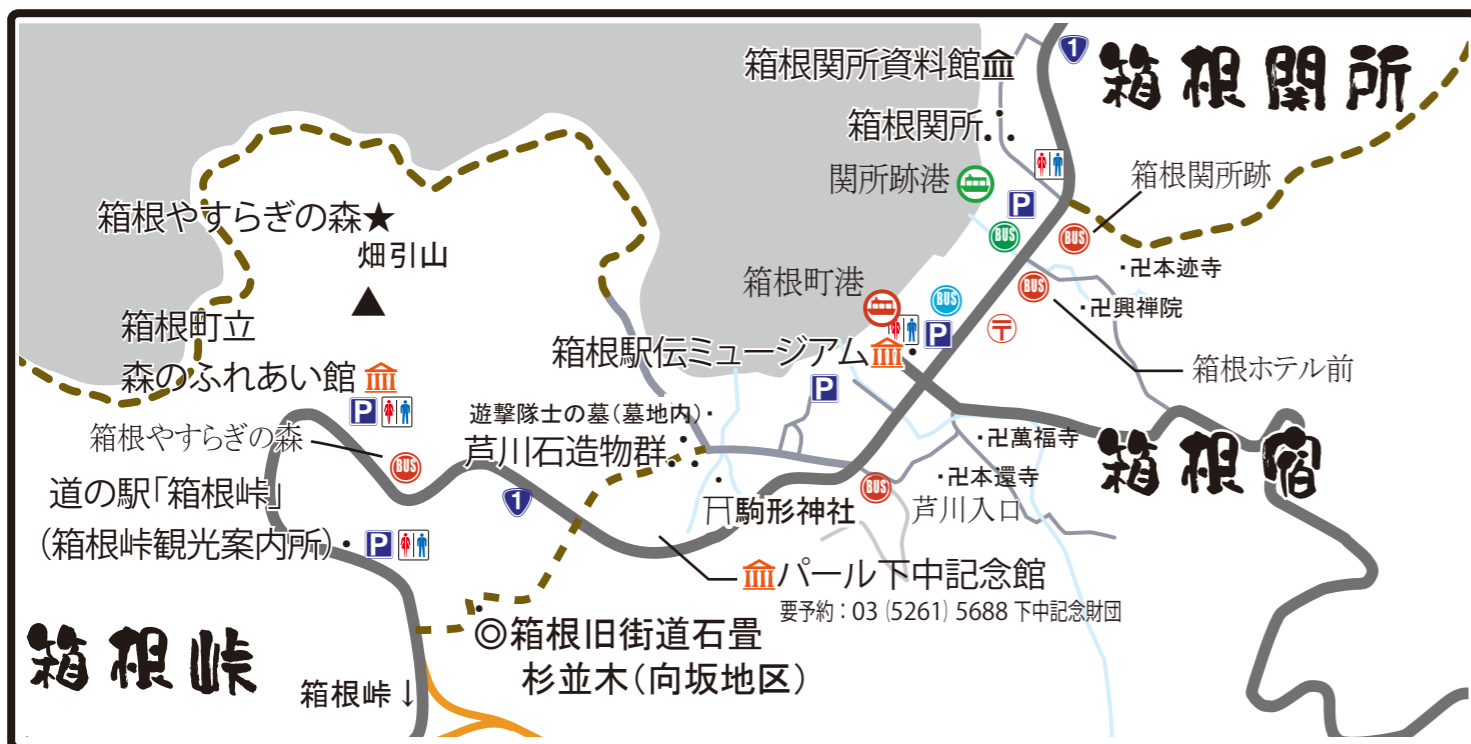 箱根関所資料館
1
箱根関所
箱根関所
関所跡港
P
箱根関所跡
BUS
BUS
箱根やすらぎの森★
畑引山
卍本迹寺
箱根町港
BUS
BUS
卍興禅院
〒
P
箱根町立
森のふれあい館
箱根駅伝ミュージアム
箱根ホテル前
P
P
遊撃隊士の墓(墓地内)
芦川石造物群
卍萬福寺
箱根宿
箱根やすらぎの森
BUS
卍本還寺
道の駅「箱根峠」
(箱根峠観光案内所)
P
1
BUS
駒形神社
芦川入口
パール下中記念館
要予約:03(5261)5688 下中記念財団
◎箱根旧街道石畳
杉並木(向坂地区)
箱根峠
箱根峠↓